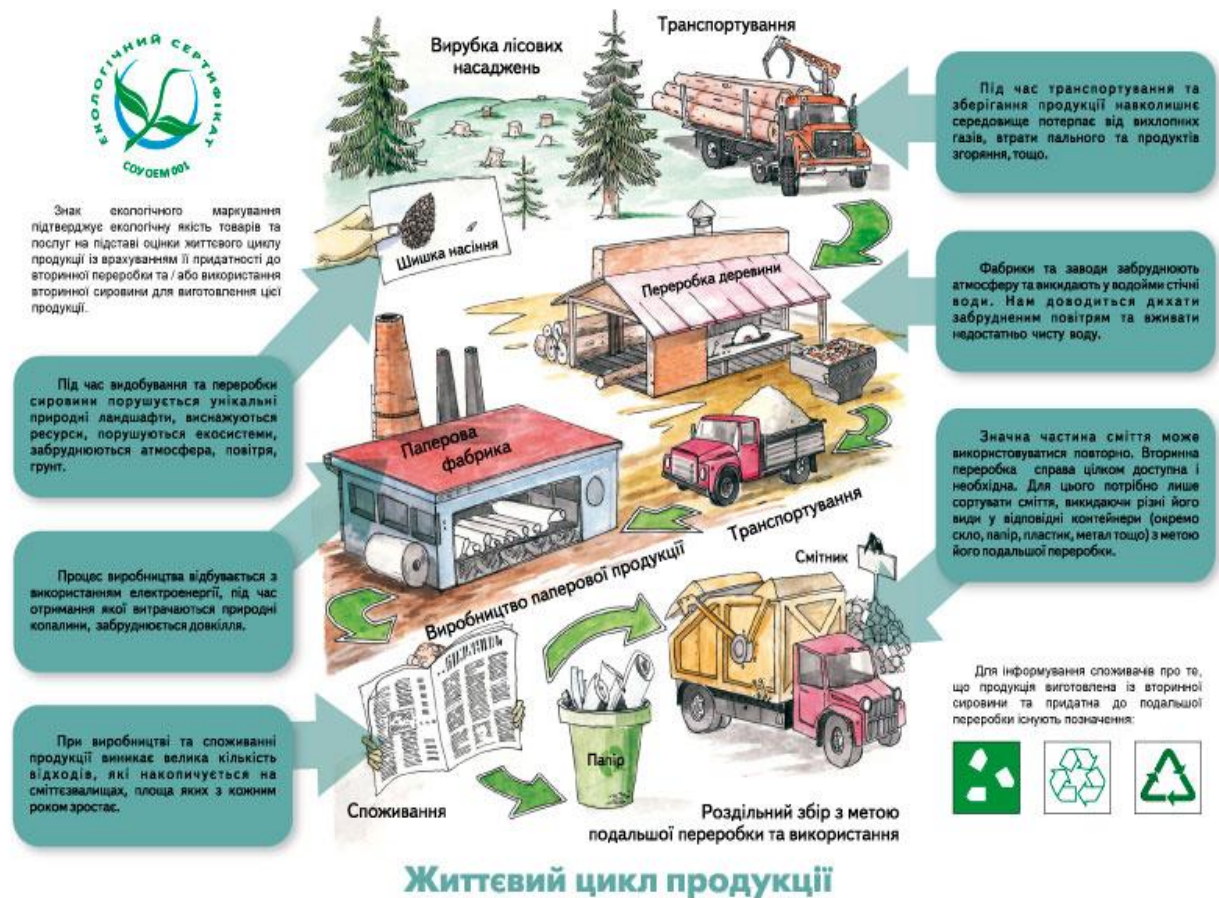 ЕКОЛОГІЧНИЙ СЕРТИФІКАТ
СОУ ОЕМ 001
Знак екологічного маркування
підтверджує екологічну якість товарів та
послуг на підставі оцінки життєвого циклу
продукції із врахуванням її придатності до
вторинної переробки та / або використання
вторинної сировини для виготовлення цієї
продукції.
Вирубка лісових
насаджень
Транспортування
Під час транспортування та
зберігання продукції навколишнє
середовище потерпає від вихлопних
газів, втрати пального та продуктів
згоряння, тощо.
Шишка насіння
Переробка деревини
Фабрики та заводи забруднюють
атмосферу та викидають у водойми стічні
води. Нам доводиться дихати
забрудненим повітрям та вживати
недостатньо чисту воду.
Під час видобування та переробки
сировини порушується унікальні
природні ландшафти, виснажуються
ресурси, порушуются екосистеми,
забруднюються атмосфера, повітря,
грунт.
Паперова
фабрика
Транспортування
Значна частина сміття може
використовуватися повторно. Вторинна
переробка справа цілком доступна і
необхідна. Для цього потрібно лише
сортувати сміття, викидаючи різні його
види у відповідні контейнери (окремо
скло, папір, пластик, метал тощо) з метою
його подальшої переробки.
Процес виробництва відбувається з
використанням електроенергії, під час
отримання якої витрачаються природні
копалини, забруднюється довкілля.
Виробництво паперової продукції
Смітник
При виробництві та споживанні
продукції виникає велика кількість
відходів, які накопичується на
сміттєзвалищах, площа яких з кожним
роком зростає.
Споживання
Папір
Роздільний збір з метою
подальшої переробки та використання
Для інформування споживачів про те,
що продукція виготовлена із вторинної
сировини та придатна до подальшої
переробки існують позначення:
Життєвий цикл продукції